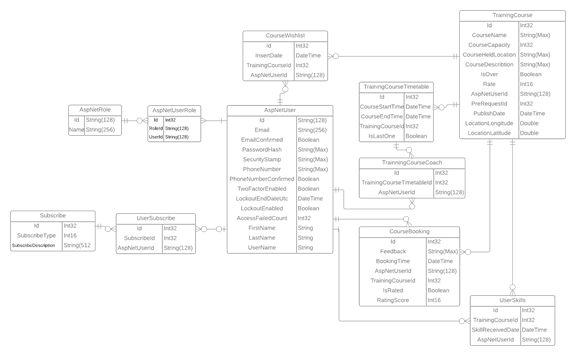 TrainingCourse
Id Int32
CourseName String(Max)
CourseCapacity Int32
CourseHeldLocation String(Max)
CourseDescribtion String(Max)
IsOver Boolean
Rate Int16
AspNetUserId String(128)
PreRequestId Int32
PublishDate DateTime
LocationLongitude Double
LocationLatitude Double
CourseWishlist
Id Int32
InsertDate DateTime
TrainingCourseId Int32
AspNetUserId String(128)
TrainingCourseTimetable
Id Int32
CourseStartTime DateTime
CourseEndTime DateTime
TrainingCourseId Int32
IsLastOne Boolean
AspNetRole
Id String(128)
Name String(256)
AspNetUserRole
Id Int32
RoleId String(128)
UserId String(128)
AspNetUser
Id String(128)
Email String(256)
EmailConfirmed Boolean
PasswordHash String(Max)
SecurityStamp String(Max)
PhoneNumber String(Max)
PhoneNumberConfirmed Boolean
TwoFactorEnabled Boolean
LockoutEndDateUtc DateTime
LockoutEnabled Boolean
AccessFailedCount Int32
FirstName String
LastName String
UserName String
TranningCourseCoach
Id Int32
TrainingCourseTimetableId Int32
AspNetUserId String(128)
Subscribe
Id Int32
SubscribeType Int16
SubscribeDescription String(512
UserSubscribe
Id Int32
SubscribeId Int32
AspNetUserId String(128)
CourseBooking
Id Int32
Feedback String(Max)
BookingTime DateTime
AspNetUserId String(128)
TrainingCourseId Int32
IsRated Boolean
RatingScore Int16
UserSkills
Id Int32
TrainingCourseId Int32
SkillReceivedDate DateTime
AspNetUserId String(128)